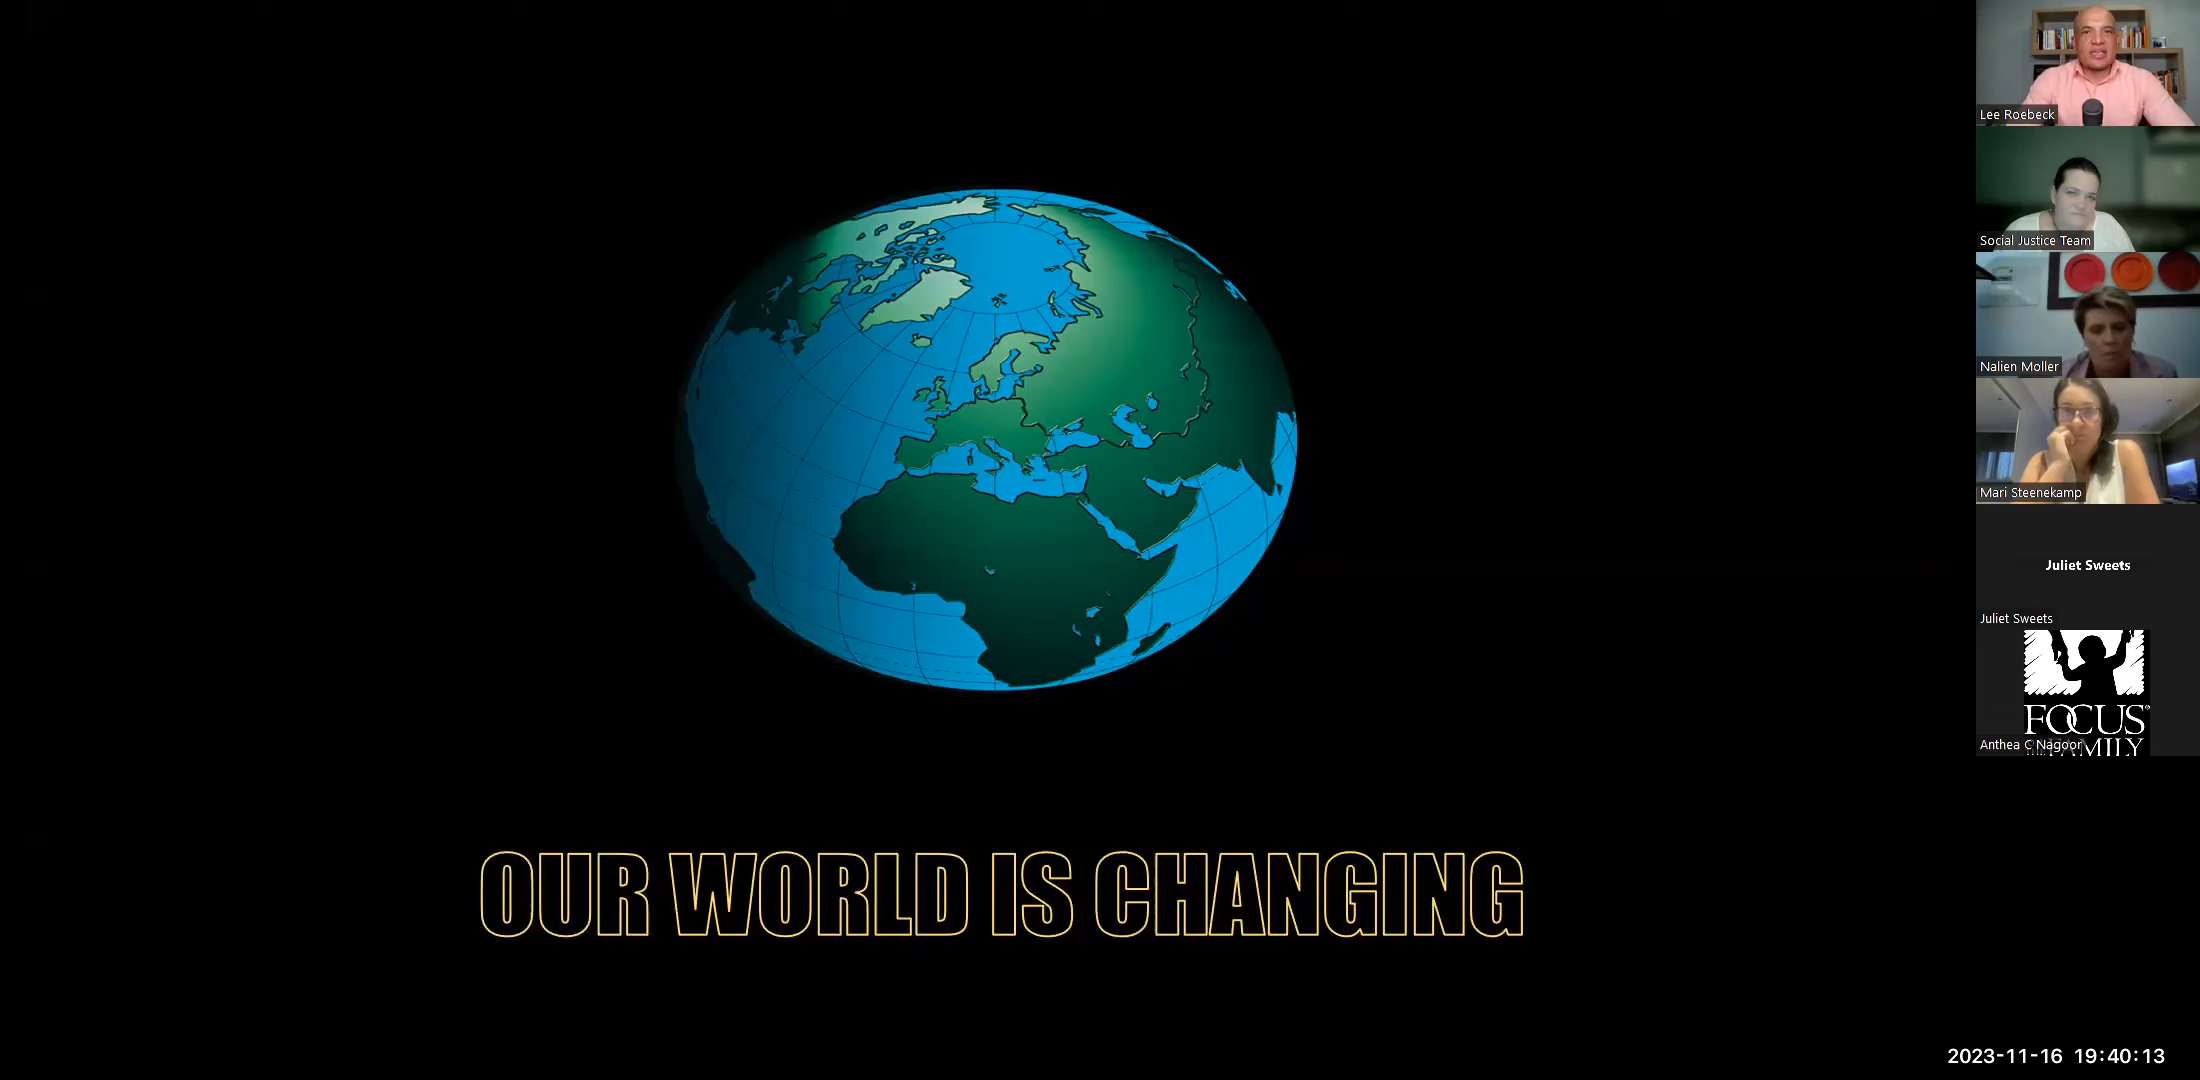 OUR WORLD IS CHANGING
Lee Roebeck
Social Justice Team
Nalien Moller
Mari Steenekamp
Juliet Sweets
Juliet Sweets
FOCUS
FAMILY
Anthea C Nagoor
2023-11-16 19:40:13